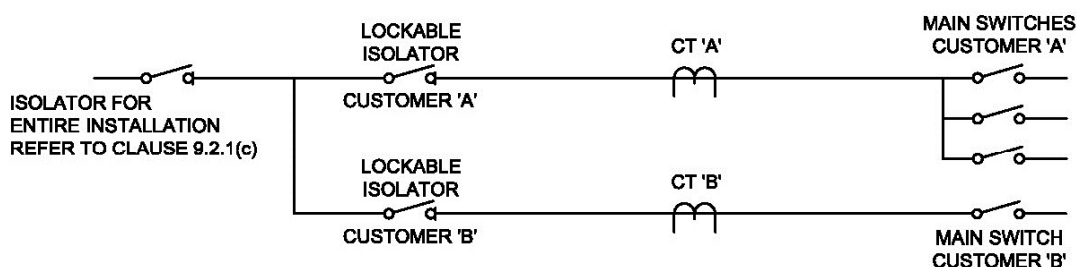 ISOLATOR FOR
ENTIRE INSTALLATION
REFER TO CLAUSE 9.2.1(c)
LOCKABLE
ISOLATOR
CUSTOMER 'A'
CT 'A'
MAIN SWITCHES
CUSTOMER 'A'
LOCKABLE
ISOLATOR
CUSTOMER 'B'
CT 'B'
MAIN SWITCH
CUSTOMER 'B'